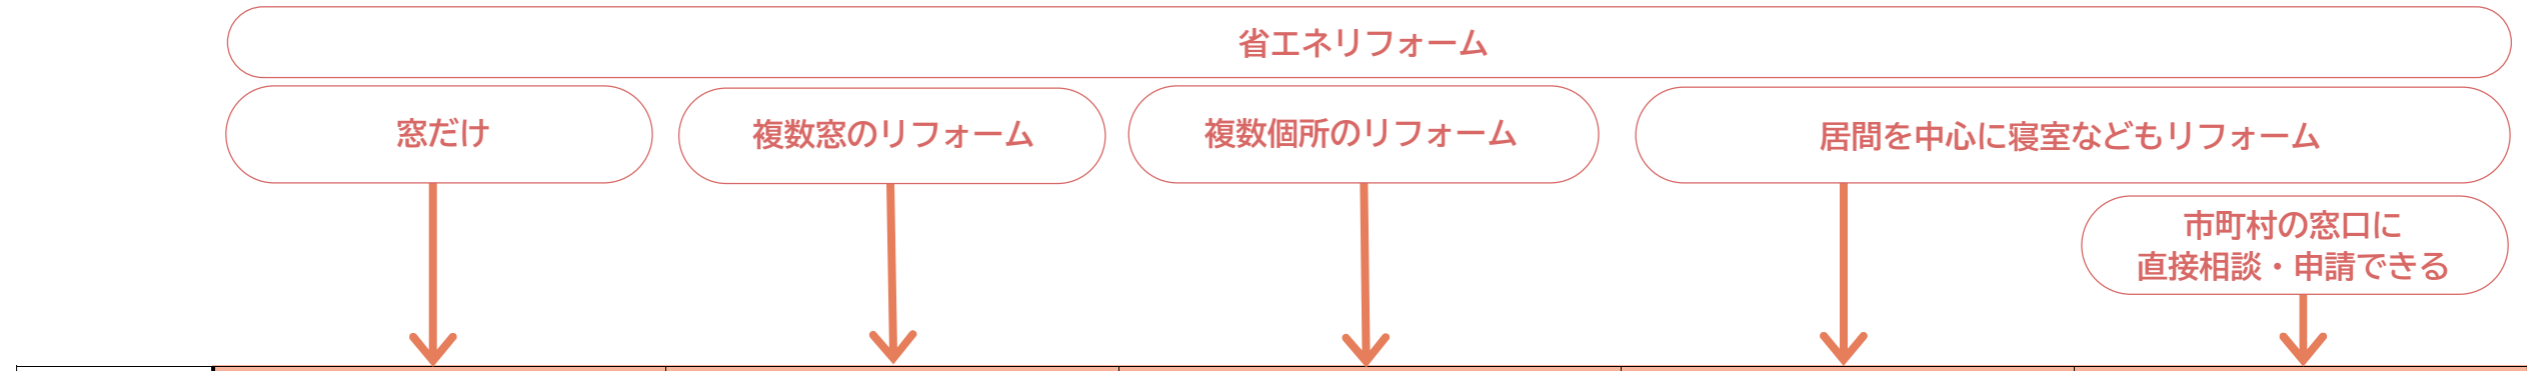 省エネリフォーム
窓だけ
複数窓のリフォーム
複数個所のリフォーム
居間を中心に寝室などもリフォーム
市町村の窓口に
直接相談・申請できる